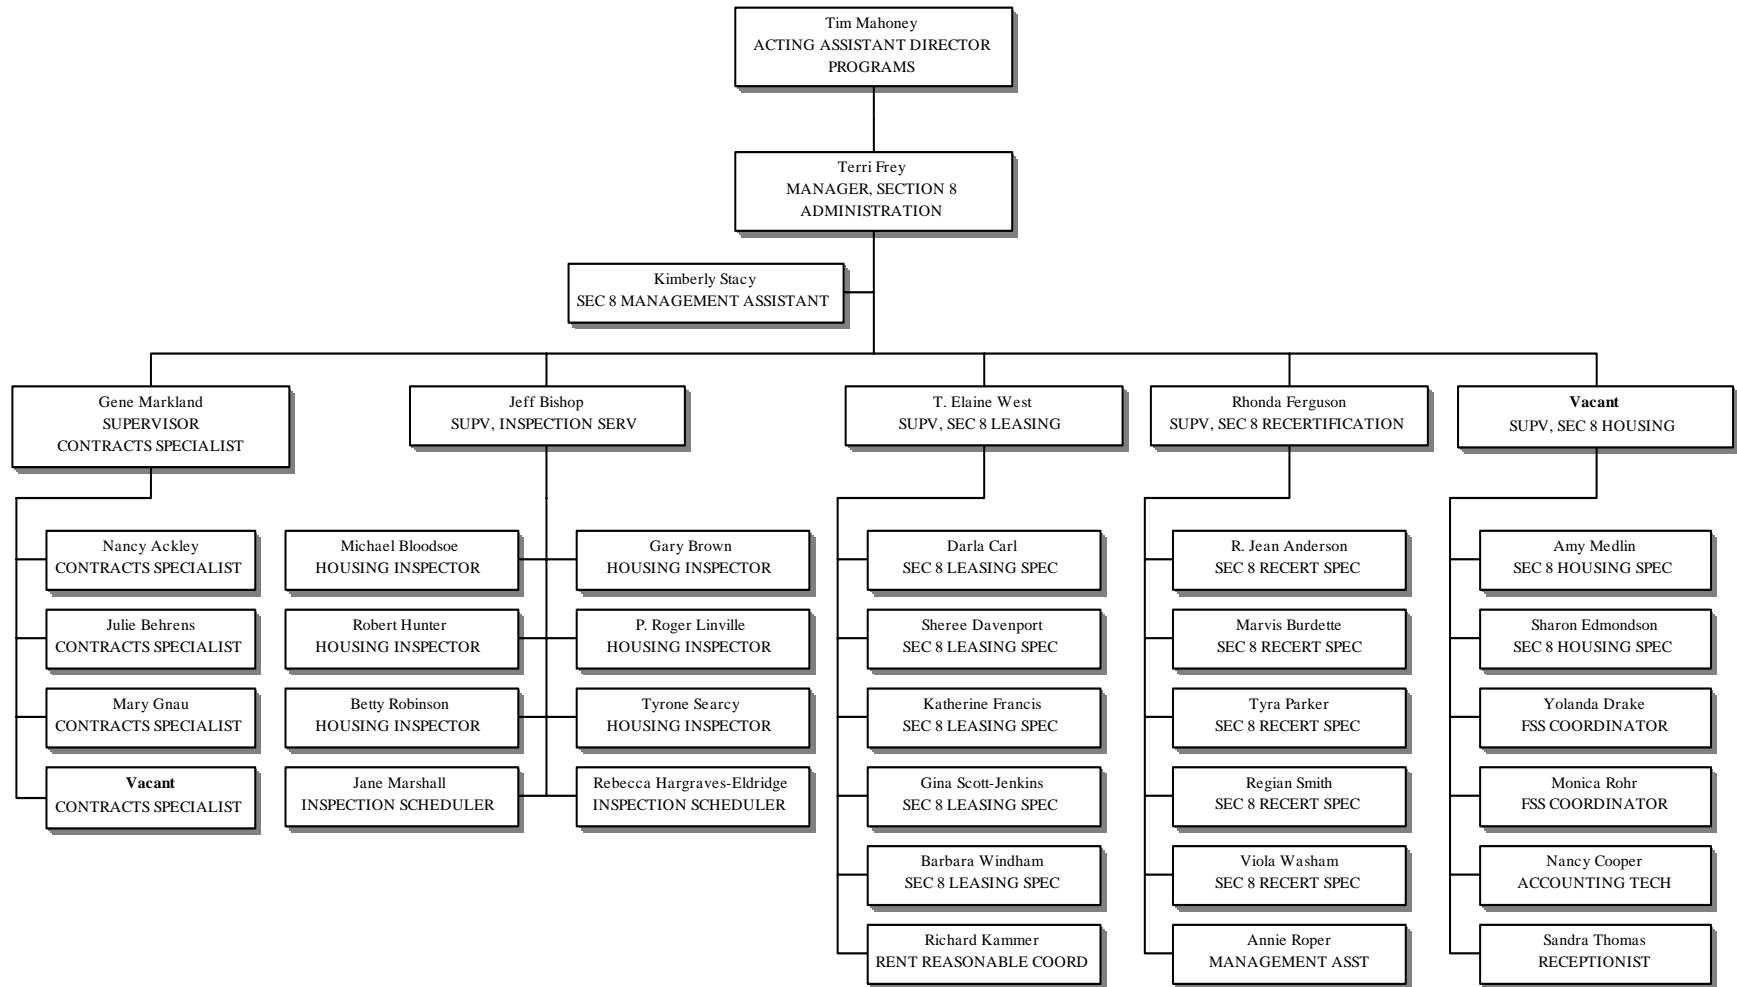 Tim Mahoney
ACTING ASSISTANT DIRECTOR
PROGRAMS
Terri Frey
MANAGER, SECTION 8
ADMINISTRATION
Kimberly Stacy
SEC 8 MANAGEMENT ASSISTANT
Gene Markland
SUPERVISOR
CONTRACTS SPECIALIST
Jeff Bishop
SUPV, INSPECTION SERV
T. Elaine West
SUPV, SEC 8 LEASING
Rhonda Ferguson
SUPV, SEC 8 RECERTIFICATION
Vacant
SUPV, SEC 8 HOUSING
Nancy Ackley
CONTRACTS SPECIALIST
Julie Behrens
CONTRACTS SPECIALIST
Mary Gnau
CONTRACTS SPECIALIST
Vacant
CONTRACTS SPECIALIST
Michael Bloodsoe
HOUSING INSPECTOR
Robert Hunter
HOUSING INSPECTOR
Betty Robinson
HOUSING INSPECTOR
Jane Marshall
INSPECTION SCHEDULER
Gary Brown
HOUSING INSPECTOR
P. Roger Linville
HOUSING INSPECTOR
Tyrone Searcy
HOUSING INSPECTOR
Rebecca Hargraves-Eldridge
INSPECTION SCHEDULER
Darla Carl
SEC 8 LEASING SPEC
Sheree Davenport
SEC 8 LEASING SPEC
Katherine Francis
SEC 8 LEASING SPEC
Gina Scott-Jenkins
SEC 8 LEASING SPEC
Barbara Windham
SEC 8 LEASING SPEC
Richard Kammer
RENT REASONABLE COORD
R. Jean Anderson
SEC 8 RECERT SPEC
Marvis Burdette
SEC 8 RECERT SPEC
Tyra Parker
SEC 8 RECERT SPEC
Regian Smith
SEC 8 RECERT SPEC
Viola Washam
SEC 8 RECERT SPEC
Annie Roper
MANAGEMENT ASST
Amy Medlin
SEC 8 HOUSING SPEC
Sharon Edmondson
SEC 8 HOUSING SPEC
Yolanda Drake
FSS COORDINATOR
Monica Rohr
FSS COORDINATOR
Nancy Cooper
ACCOUNTING TECH
Sandra Thomas
RECEPTIONIST